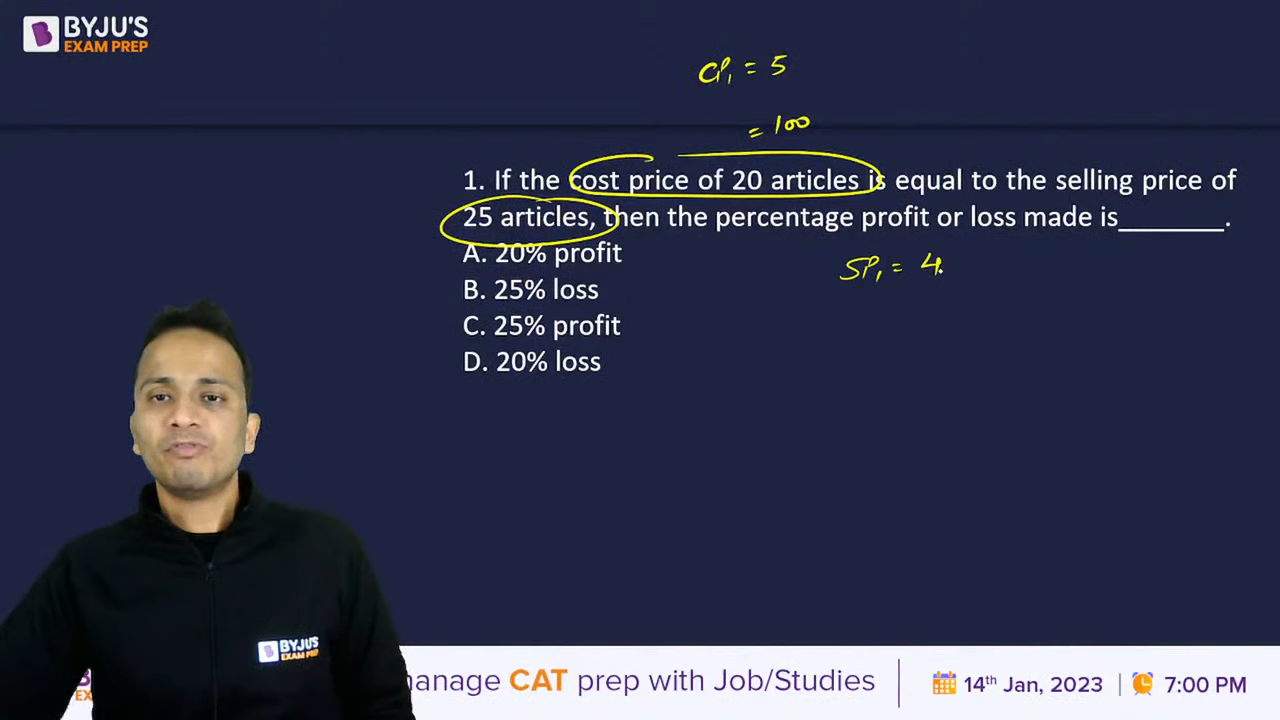 BYJU'S
EXAM PREP
CP₁ = 5
= 100
1. If the cost price of 20 articles is equal to the selling price of
25 articles, then the percentage profit or loss made is_______.
A. 20% profit
SP₁ = 4
B. 25% loss
C. 25% profit
D. 20% loss
BYJU'S
EXAM PREP
manage CAT prep with Job/Studies
14th Jan, 2023
7:00 PM